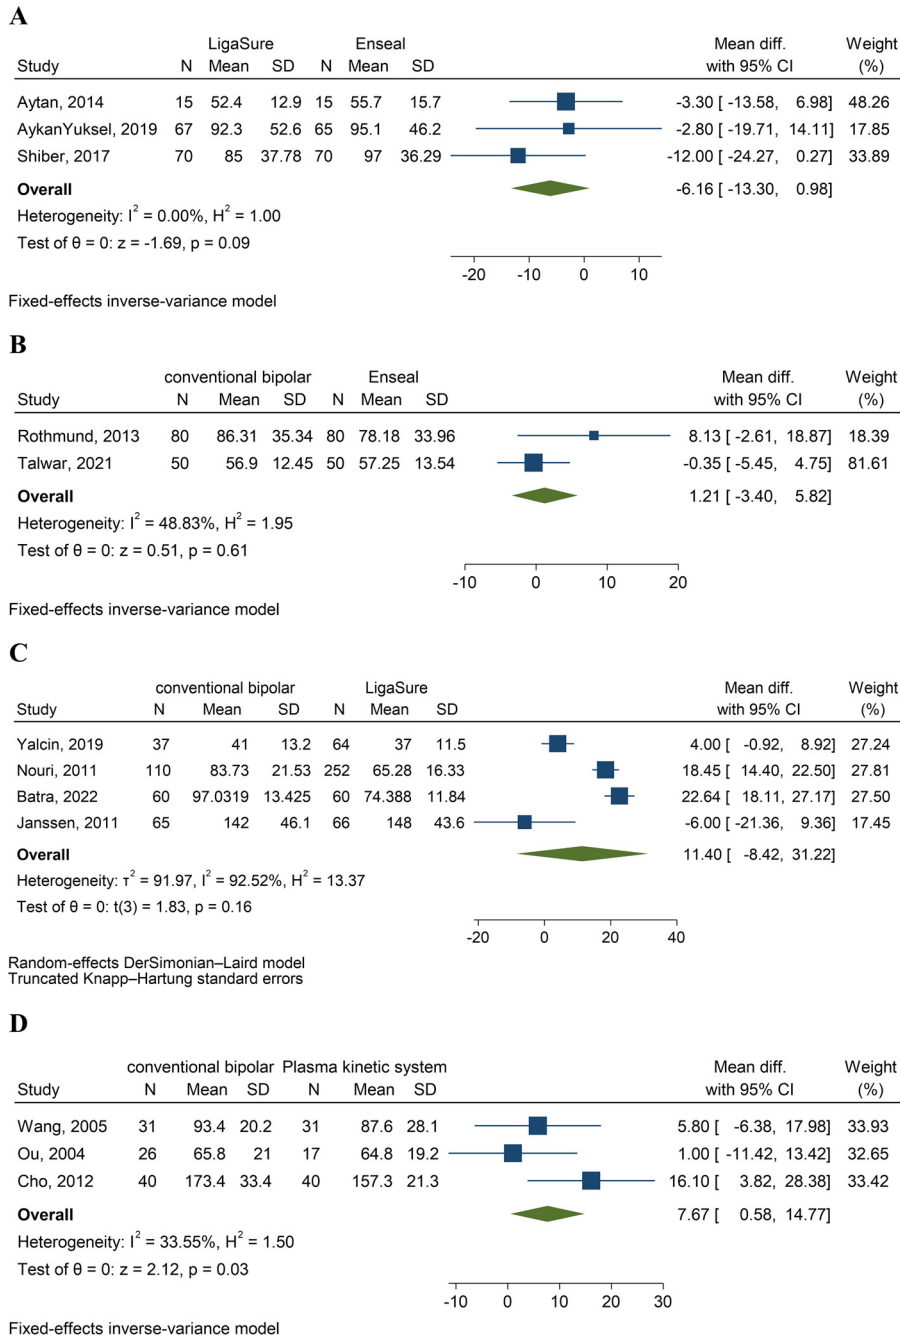 A
LigaSure Enseal Mean diff. Weight
Study N Mean SD N Mean SD with 95% CI (%)
Aytan, 2014 15 52.4 12.9 15 55.7 15.7 -3.30 [ -13.58, 6.98] 48.26
AykanYuksel, 2019 67 92.3 52.6 65 95.1 46.2 -2.80 [ -19.71, 14.11] 17.85
Shiber, 2017 70 85 37.78 70 97 36.29 -12.00 [ -24.27, 0.27] 33.89
Overall -6.16 [ -13.30, 0.98]
Heterogeneity: I² = 0.00%, H² = 1.00
Test of θ = 0: z = -1.69, p = 0.09
-20 -10 0 10
Fixed-effects inverse-variance model
B
conventional bipolar Enseal Mean diff. Weight
Study N Mean SD N Mean SD with 95% CI (%)
Rothmund, 2013 80 86.31 35.34 80 78.18 33.96 8.13 [ -2.61, 18.87] 18.39
Talwar, 2021 50 56.9 12.45 50 57.25 13.54 -0.35 [ -5.45, 4.75] 81.61
Overall 1.21 [ -3.40, 5.82]
Heterogeneity: I² = 48.83%, H² = 1.95
Test of θ = 0: z = 0.51, p = 0.61
-10 0 10 20
Fixed-effects inverse-variance model
C
conventional bipolar LigaSure Mean diff. Weight
Study N Mean SD N Mean SD with 95% CI (%)
Yalcin, 2019 37 41 13.2 64 37 11.5 4.00 [ -0.92, 8.92] 27.24
Nouri, 2011 110 83.73 21.53 252 65.28 16.33 18.45 [ 14.40, 22.50] 27.81
Batra, 2022 60 97.0319 13.425 60 74.388 11.84 22.64 [ 18.11, 27.17] 27.50
Janssen, 2011 65 142 46.1 66 148 43.6 -6.00 [ -21.36, 9.36] 17.45
Overall 11.40 [ -8.42, 31.22]
Heterogeneity: τ² = 91.97, I² = 92.52%, H² = 13.37
Test of θ = 0: t(3) = 1.83, p = 0.16
-20 0 20 40
Random-effects DerSimonian–Laird model
Truncated Knapp–Hartung standard errors
D
conventional bipolar Plasma kinetic system Mean diff. Weight
Study N Mean SD N Mean SD with 95% CI (%)
Wang, 2005 31 93.4 20.2 31 87.6 28.1 5.80 [ -6.38, 17.98] 33.93
Ou, 2004 26 65.8 21 17 64.8 19.2 1.00 [ -11.42, 13.42] 32.65
Cho, 2012 40 173.4 33.4 40 157.3 21.3 16.10 [ 3.82, 28.38] 33.42
Overall 7.67 [ 0.58, 14.77]
Heterogeneity: I² = 33.55%, H² = 1.50
Test of θ = 0: z = 2.12, p = 0.03
-10 0 10 20 30
Fixed-effects inverse-variance model